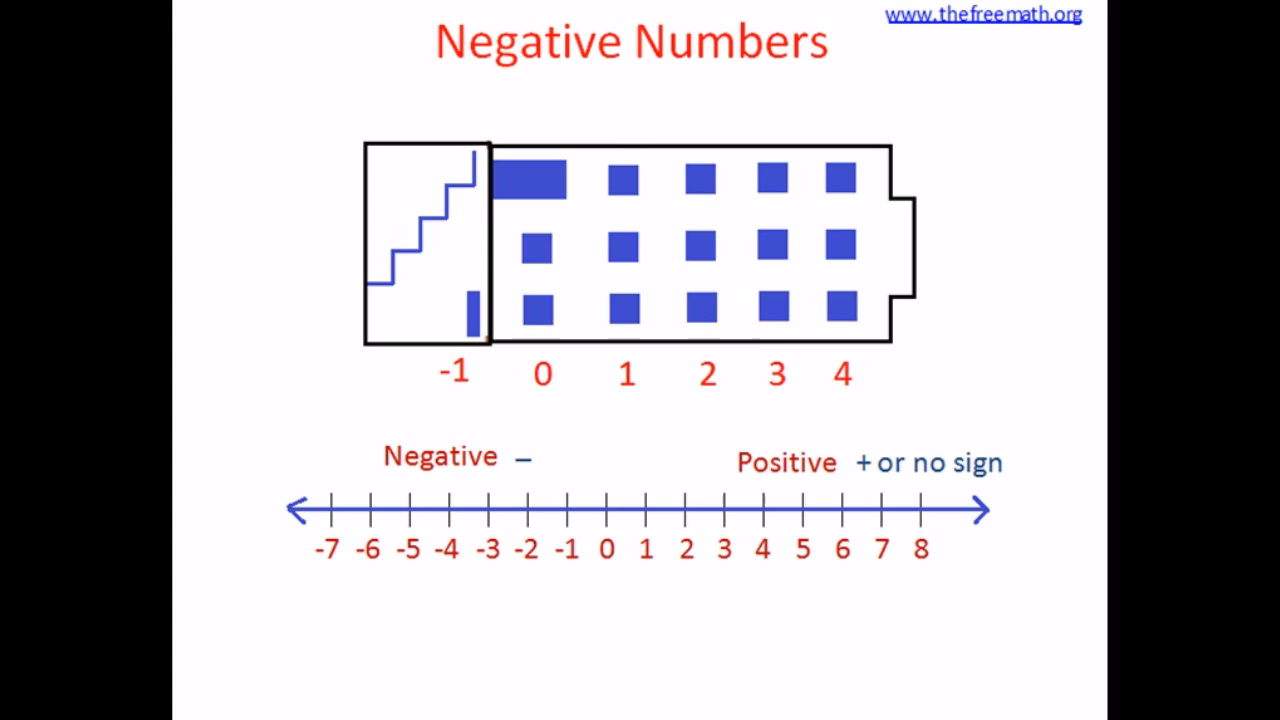 www.thefreemath.org
Negative Numbers
-1 0 1 2 3 4
Negative – Positive + or no sign
-7 -6 -5 -4 -3 -2 -1 0 1 2 3 4 5 6 7 8